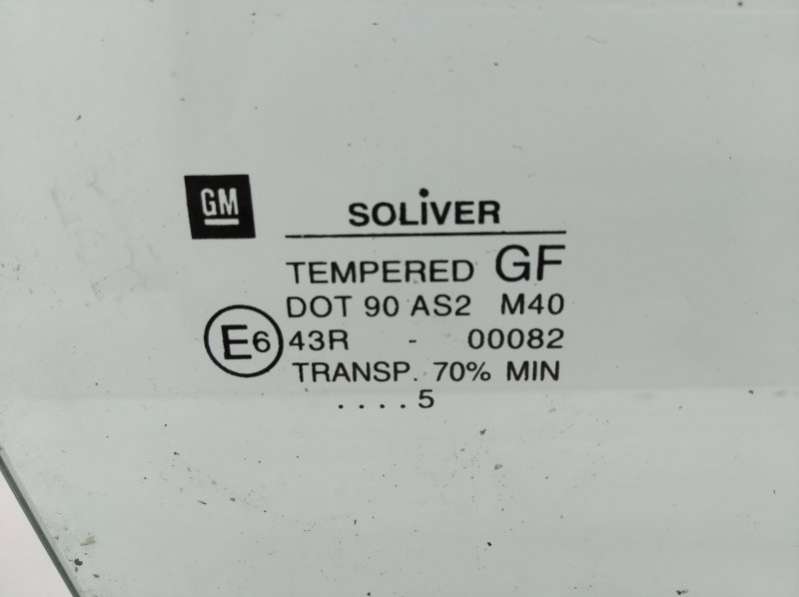 GM
SOLiVER
TEMPERED GF
DOT 90 AS2 M40
E6 43R - 00082
TRANSP. 70% MIN
....5